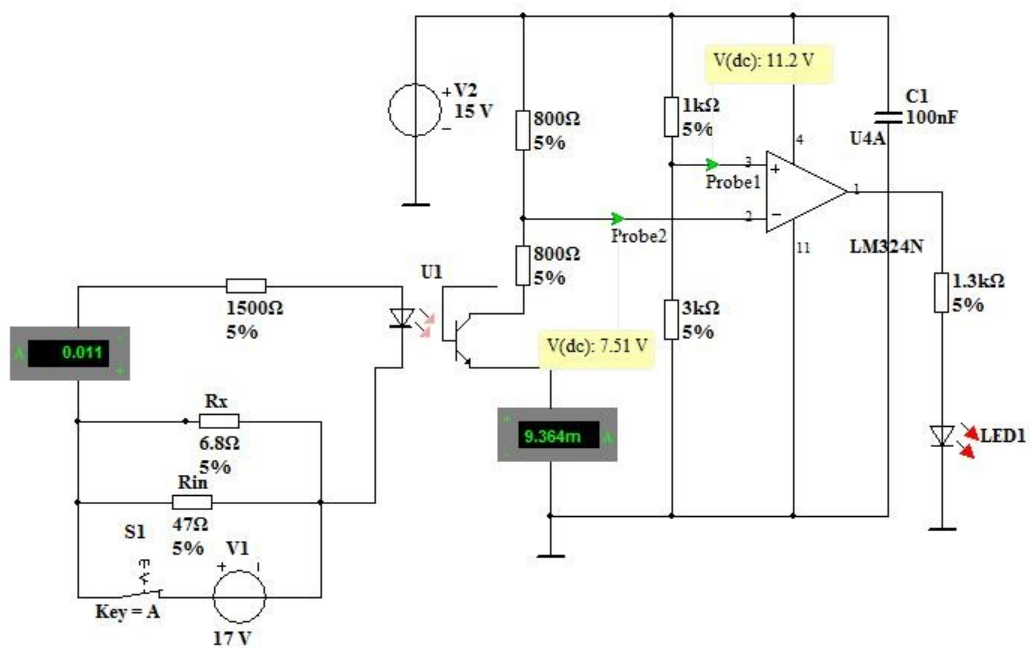 V2
15 V
800Ω
5%
1kΩ
5%
V(dc): 11.2 V
C1
100nF
U4A
4
3
Probe1
1
2
Probe2
11
LM324N
800Ω
5%
U1
1500Ω
5%
3kΩ
5%
1.3kΩ
5%
V(dc): 7.51 V
A 0.011
Rx
6.8Ω
5%
9.364m A
LED1
Rin
47Ω
5%
S1
V1
Key = A
17 V